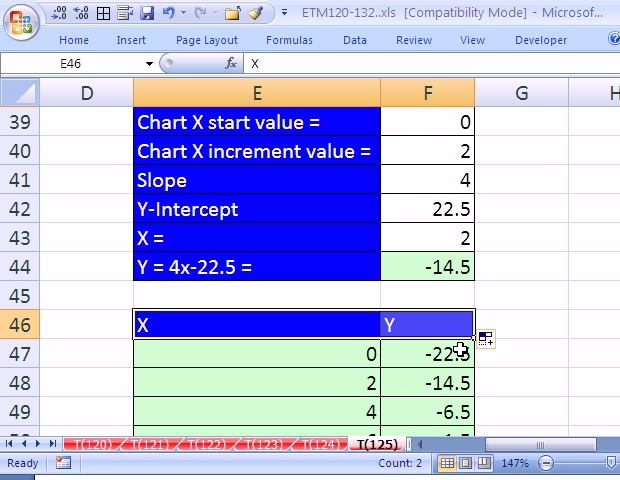 ETM120-132..xls [Compatibility Mode] - Microsof...
Home Insert Page Layout Formulas Data Review View Developer
E46 fx X
D E F G H
39 Chart X start value = 0
40 Chart X increment value = 2
41 Slope 4
42 Y-Intercept 22.5
43 X = 2
44 Y = 4x-22.5 = -14.5
45
46 X Y
47 0 -22.5
48 2 -14.5
49 4 -6.5
T(120) T(121) T(122) T(123) T(124) T(125)
Ready Count: 2 147%